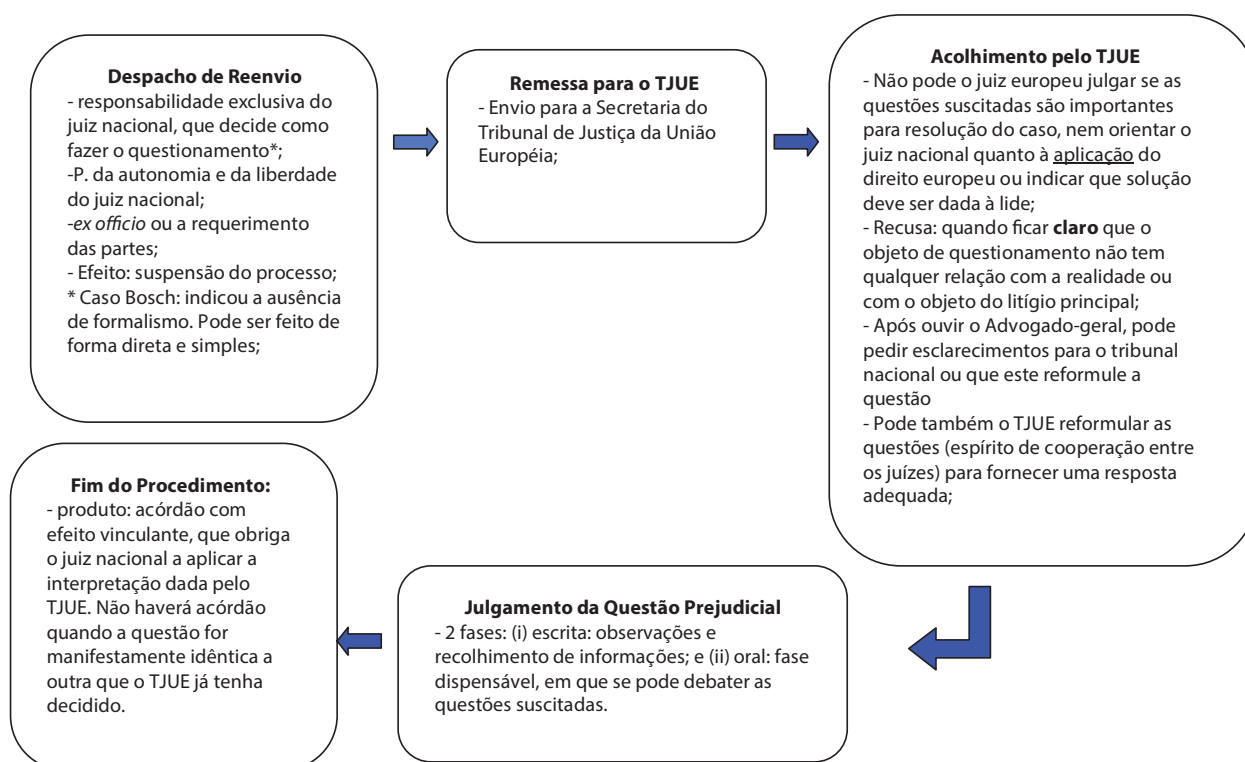 Despacho de Reenvio
- responsabilidade exclusiva do
juiz nacional, que decide como
fazer o questionamento*;
-P. da autonomia e da liberdade
do juiz nacional;
-ex officio ou a requerimento
das partes;
- Efeito: suspensão do processo;
* Caso Bosch: indicou a ausência
de formalismo. Pode ser feito de
forma direta e simples;
Remessa para o TJUE
- Envio para a Secretaria do
Tribunal de Justiça da União
Européia;
Acolhimento pelo TJUE
- Não pode o juiz europeu julgar se as
questões suscitadas são importantes
para resolução do caso, nem orientar o
juiz nacional quanto à aplicação do
direito europeu ou indicar que solução
deve ser dada à lide;
- Recusa: quando ficar claro que o
objeto de questionamento não tem
qualquer relação com a realidade ou
com o objeto do litígio principal;
- Após ouvir o Advogado-geral, pode
pedir esclarecimentos para o tribunal
nacional ou que este reformule a
questão
- Pode também o TJUE reformular as
questões (espírito de cooperação entre
os juízes) para fornecer uma resposta
adequada;
Julgamento da Questão Prejudicial
- 2 fases: (i) escrita: observações e
recolhimento de informações; e (ii) oral: fase
dispensável, em que se pode debater as
questões suscitadas.
Fim do Procedimento:
- produto: acórdão com
efeito vinculante, que obriga
o juiz nacional a aplicar a
interpretação dada pelo
TJUE. Não haverá acórdão
quando a questão for
manifestamente idêntica a
outra que o TJUE já tenha
decidido.